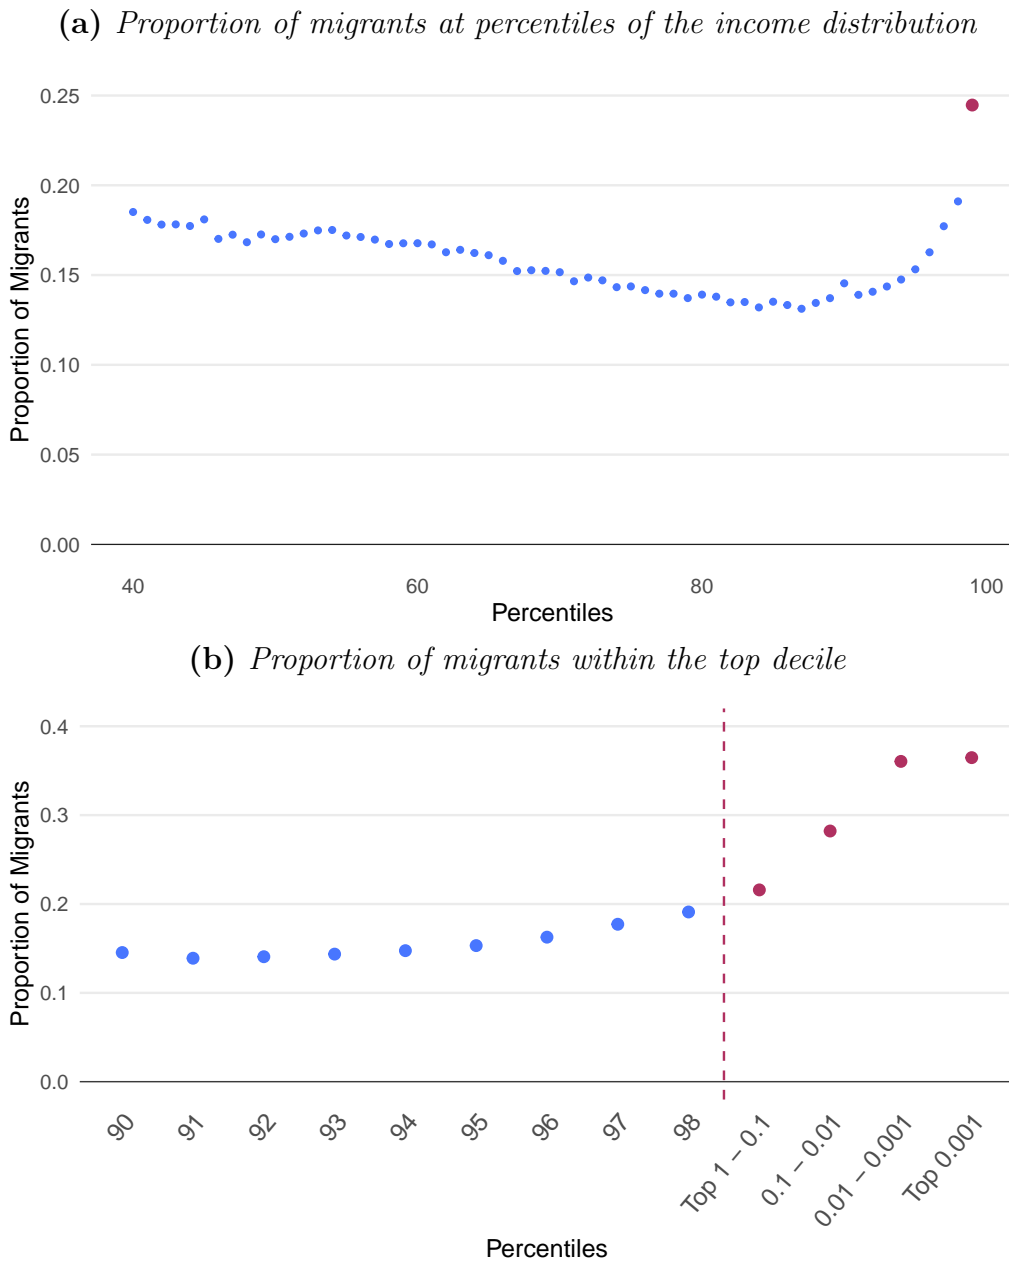 (a) Proportion of migrants at percentiles of the income distribution
0.25
0.20
0.15
0.10
0.05
0.00
Proportion of Migrants
40 60 80 100
Percentiles
(b) Proportion of migrants within the top decile
0.4
0.3
0.2
0.1
0.0
Proportion of Migrants
90 91 92 93 94 95 96 97 98 Top 1 – 0.1 0.1 – 0.01 0.01 – 0.001 Top 0.001
Percentiles